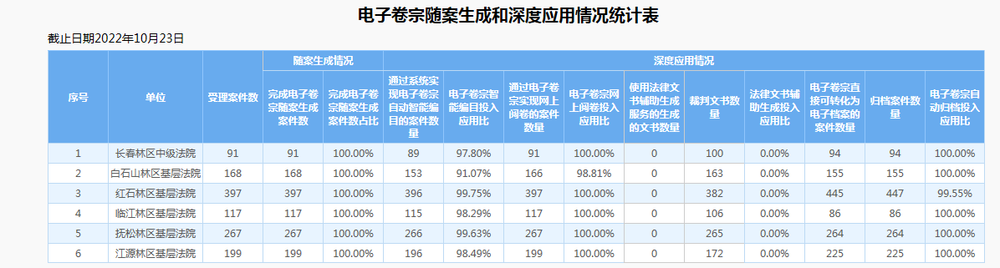 电子卷宗随案生成和深度应用情况统计表
截止日期2022年10月23日
序号 单位 受理案件数 随案生成情况 深度应用情况
完成电子卷宗随案生成案件数 完成电子卷宗随案生成案件数占比 通过系统实现电子卷宗自动智能编目的案件数量 电子卷宗智能编目投入应用比 通过电子卷宗实现网上阅卷的案件数量 电子卷宗网上阅卷投入应用比 使用法律文书辅助生成服务的生成的文书数量 裁判文书数量 法律文书辅助生成投入应用比 电子卷宗直接可转化为电子档案的案件数量 归档案件数量 电子卷宗自动归档投入应用比
1 长春林区中级法院 91 91 100.00% 89 97.80% 91 100.00% 0 100 0.00% 94 94 100.00%
2 白石山林区基层法院 168 168 100.00% 153 91.07% 166 98.81% 0 163 0.00% 155 155 100.00%
3 红石林区基层法院 397 397 100.00% 396 99.75% 397 100.00% 0 382 0.00% 445 447 99.55%
4 临江林区基层法院 117 117 100.00% 115 98.29% 117 100.00% 0 106 0.00% 86 86 100.00%
5 抚松林区基层法院 267 267 100.00% 266 99.63% 267 100.00% 0 265 0.00% 264 264 100.00%
6 江源林区基层法院 199 199 100.00% 196 98.49% 199 100.00% 0 172 0.00% 225 225 100.00%